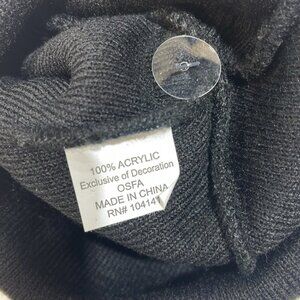 100% ACRYLIC
Exclusive of Decoration
OSFA
MADE IN CHINA
RN# 10414